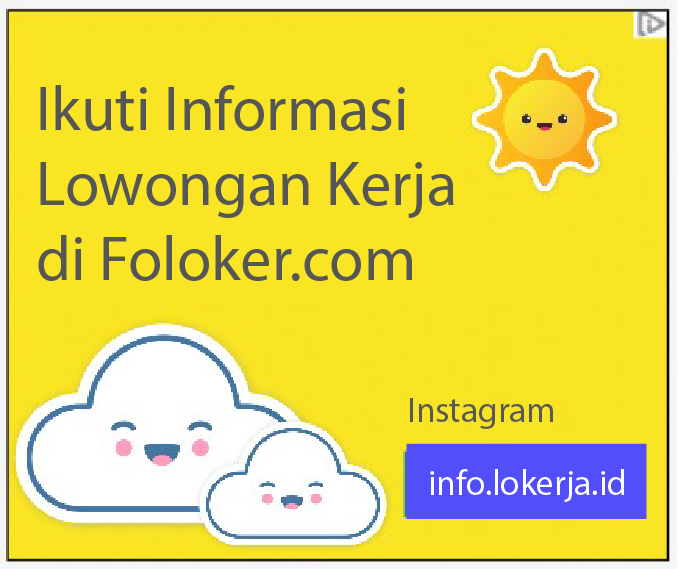 Ikuti Informasi
Lowongan Kerja
di Foloker.com
Instagram
info.lokerja.id